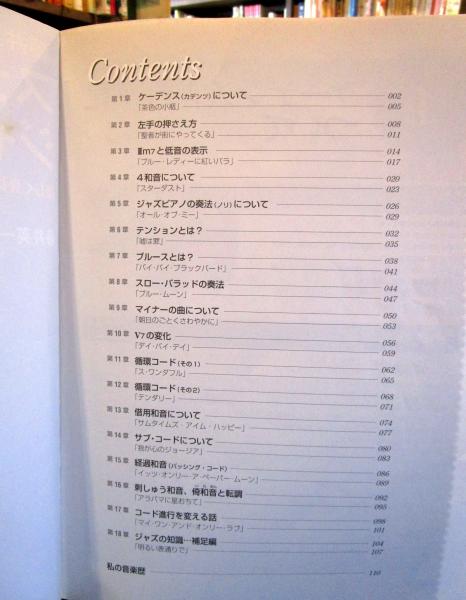 Contents
第1章 ケーデンス(カデンツ)について 002
「茶色の小瓶」 005
第2章 左手の押さえ方 008
「聖者が街にやってくる」 011
第3章 Ⅱm7と低音の表示 014
「ブルー・レディーに紅いバラ」 017
第4章 4和音について 020
「スターダスト」 023
第5章 ジャズピアノの奏法(ノリ)について 026
「オール・オブ・ミー」 029
第6章 テンションとは? 032
「嘘は罪」 035
第7章 ブルースとは? 038
「バイ・バイ・ブラックバード」 041
第8章 スロー・バラッドの奏法 044
「ブルー・ムーン」 047
第9章 マイナーの曲について 050
「朝日のごとくさわやかに」 053
第10章 V7の変化 056
「デイ・バイ・デイ」 059
第11章 循環コード(その1) 062
「ス・ワンダフル」 065
第12章 循環コード(その2) 068
「テンダリー」 071
第13章 借用和音について 074
「サムタイムズ・アイム・ハッピー」 077
第14章 サブ・コードについて 080
「我が心のジョージア」 083
第15章 経過和音(パッシング・コード) 086
「イッツ・オンリー・ア・ペーパー・ムーン」 089
第16章 刺しゅう和音、倚和音と転調 092
「アラバマに星おちて」 095
第17章 コード進行を変える話 098
「マイ・ワン・アンド・オンリー・ラブ」 101
第18章 ジャズの知識…補足編 104
「明るい表通りで」 107
私の音楽歴 110